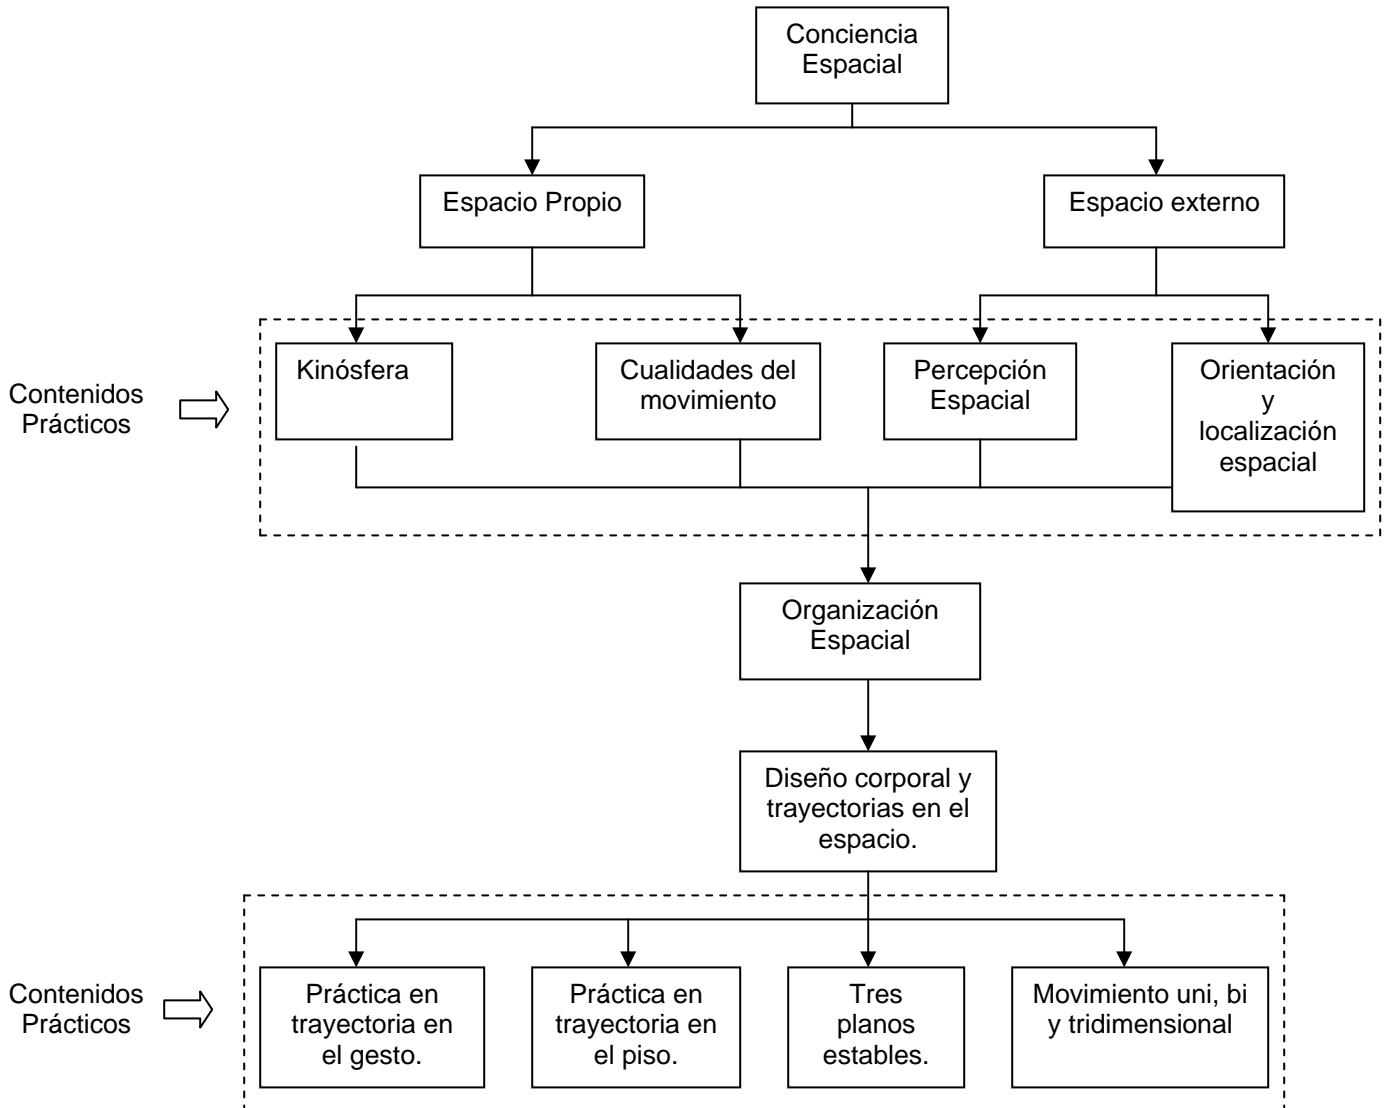 Conciencia
Espacial
Espacio Propio
Espacio externo
Contenidos
Prácticos
Kinósfera
Cualidades del
movimiento
Percepción
Espacial
Orientación
y
localización
espacial
Organización
Espacial
Diseño corporal y
trayectorias en el
espacio.
Contenidos
Prácticos
Práctica en
trayectoria en
el gesto.
Práctica en
trayectoria en
el piso.
Tres
planos
estables.
Movimiento uni, bi
y tridimensional